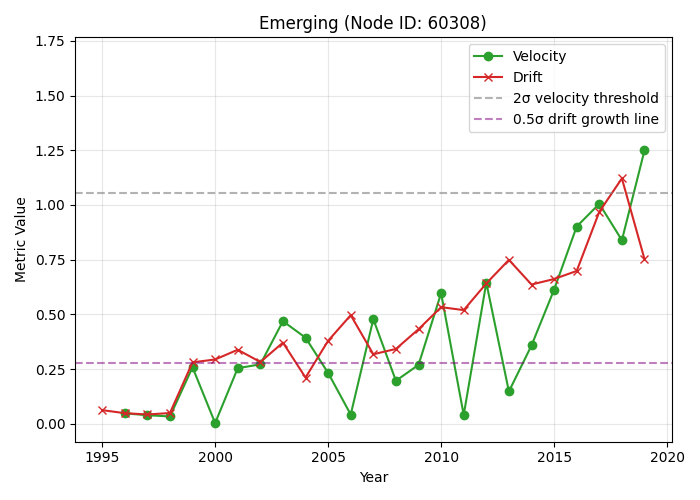 Emerging (Node ID: 60308)
Velocity
Drift
2σ velocity threshold
0.5σ drift growth line
Metric Value
1.75
1.50
1.25
1.00
0.75
0.50
0.25
0.00
1995
2000
2005
2010
2015
2020
Year